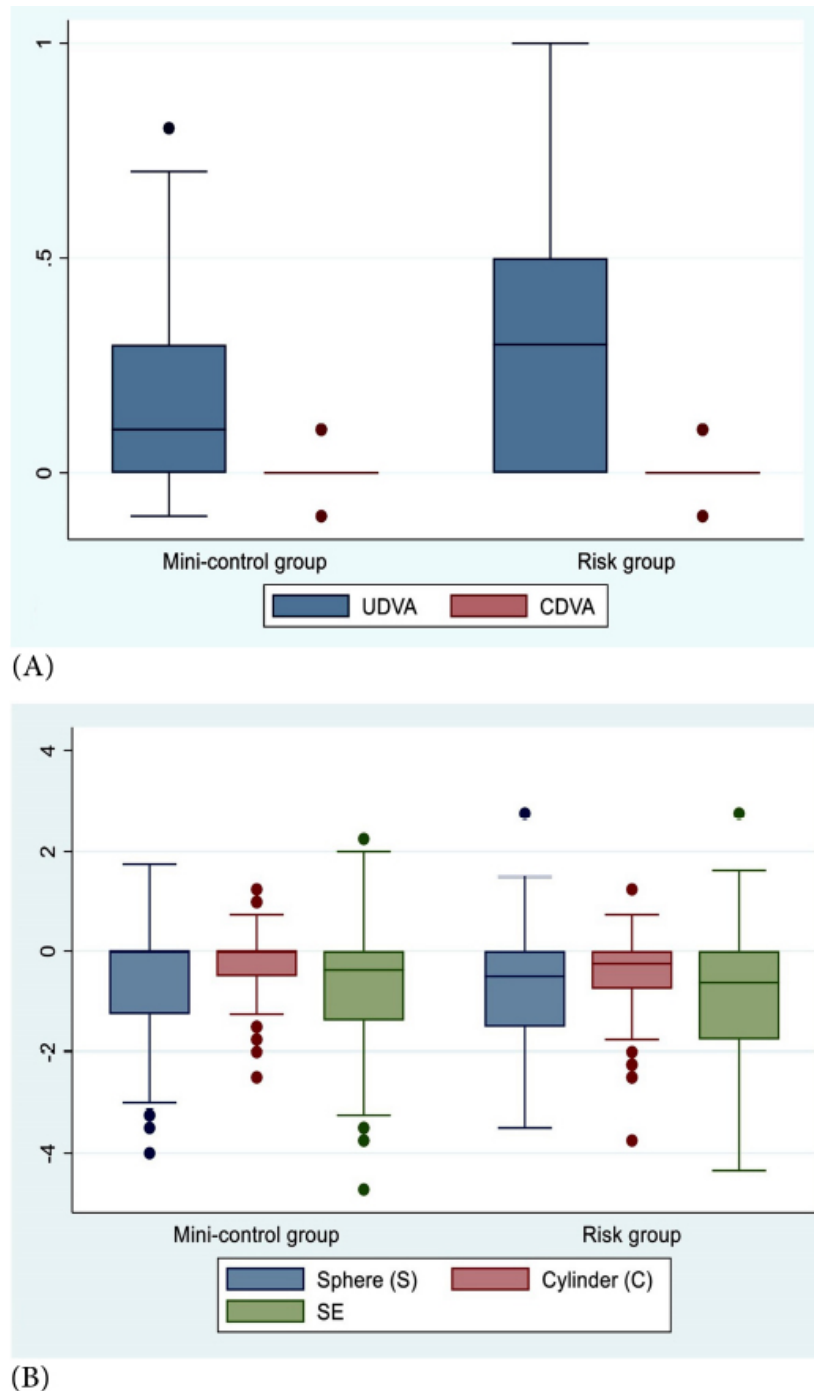 1
.5
0
Mini-control group Risk group
UDVA CDVA
(A)
4
2
0
-2
-4
Mini-control group Risk group
Sphere (S) Cylinder (C)
SE
(B)